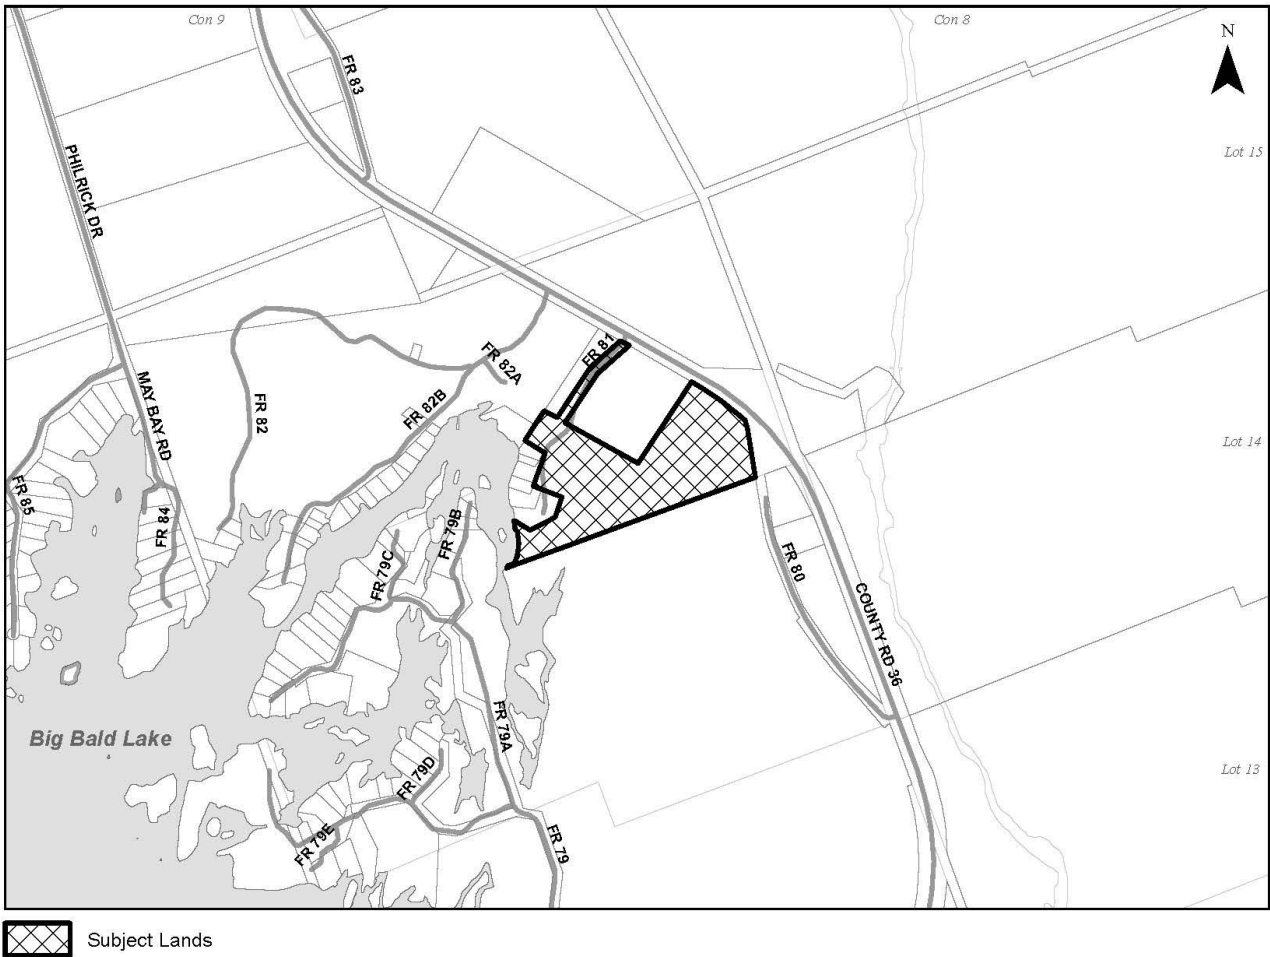 Con 9
Con 8
N
FR 83
Lot 15
PHILRICK DR
FR 81
FR 82A
MAY BAY RD
FR 82
FR 82B
Lot 14
FR 85
FR 84
FR 79B
FR 79C
FR 80
COUNTY RD 36
Big Bald Lake
FR 79A
FR 79D
Lot 13
FR 79E
FR 79
Subject Lands